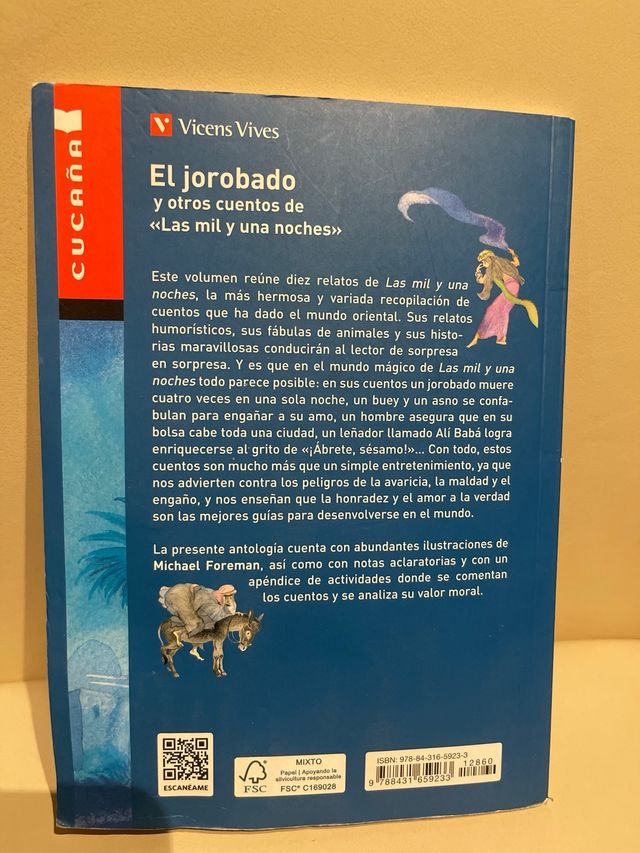 CUCAÑA
Vicens Vives
El jorobado
y otros cuentos de
«Las mil y una noches»
Este volumen reúne diez relatos de Las mil y una
noches, la más hermosa y variada recopilación de
cuentos que ha dado el mundo oriental. Sus relatos
humorísticos, sus fábulas de animales y sus histo-
rias maravillosas conducirán al lector de sorpresa
en sorpresa. Y es que en el mundo mágico de Las mil y una
noches todo parece posible: en sus cuentos un jorobado muere
cuatro veces en una sola noche, un buey y un asno se confa-
bulan para engañar a su amo, un hombre asegura que en su
bolsa cabe toda una ciudad, un leñador llamado Alí Babá logra
enriquecerse al grito de «¡Ábrete, sésamo!»... Con todo, estos
cuentos son mucho más que un simple entretenimiento, ya que
nos advierten contra los peligros de la avaricia, la maldad y el
engaño, y nos enseñan que la honradez y el amor a la verdad
son las mejores guías para desenvolverse en el mundo.
La presente antología cuenta con abundantes ilustraciones de
Michael Foreman, así como con notas aclaratorias y con un
apéndice de actividades donde se comentan
los cuentos y se analiza su valor moral.
ESCANÉAME
FSC
MIXTO
Papel | Apoyando la
silvicultura responsable
FSC® C169028
ISBN: 978-84-316-5923-3
12860
9 788431 659233